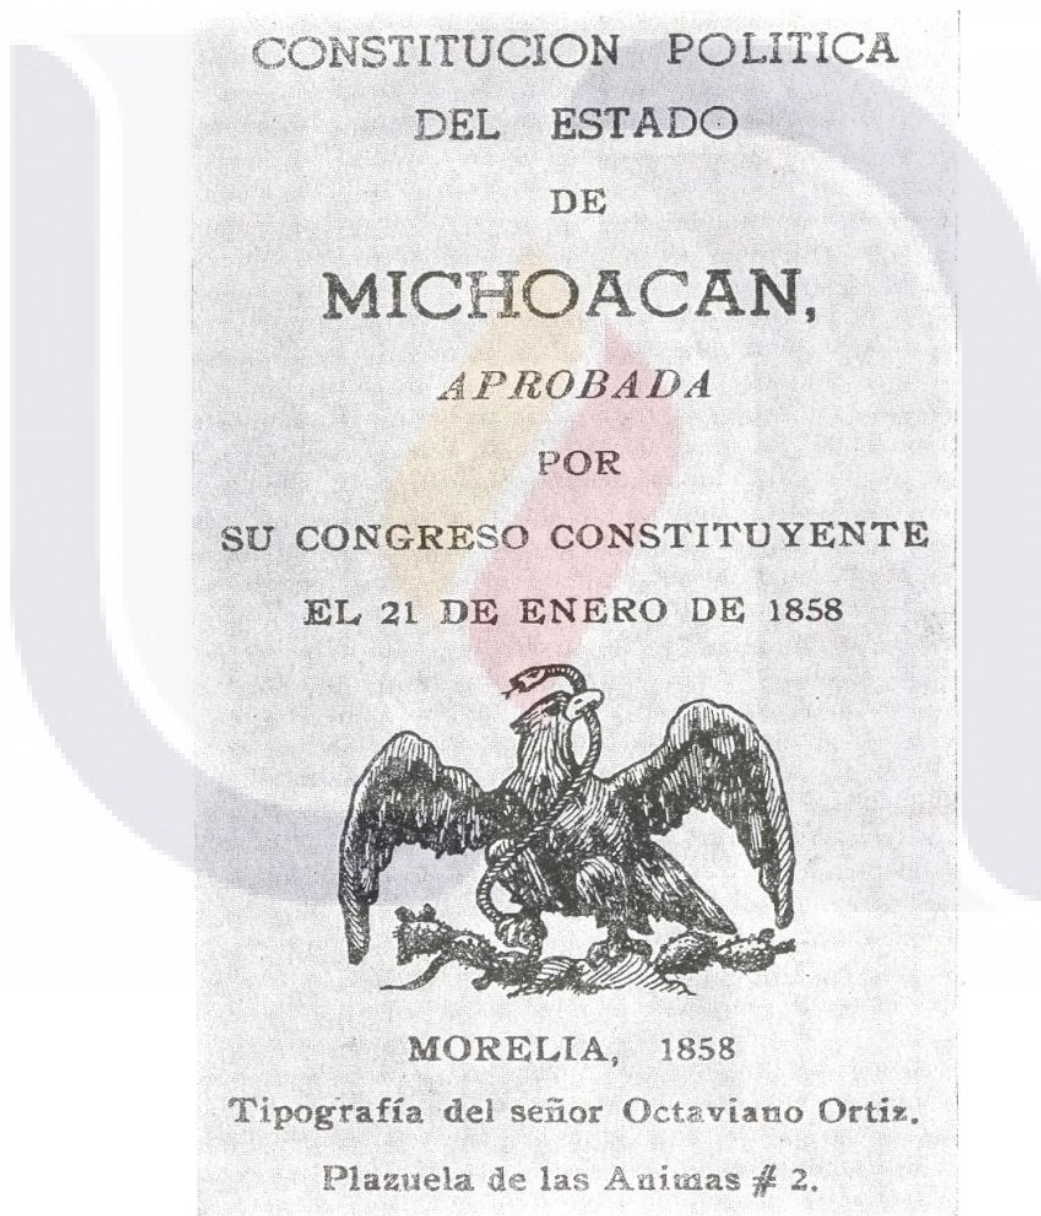 CONSTITUCION POLITICA
DEL ESTADO
DE
MICHOACAN,
APROBADA
POR
SU CONGRESO CONSTITUYENTE
EL 21 DE ENERO DE 1858
MORELIA, 1858
Tipografía del señor Octaviano Ortiz.
Plazuela de las Animas # 2.